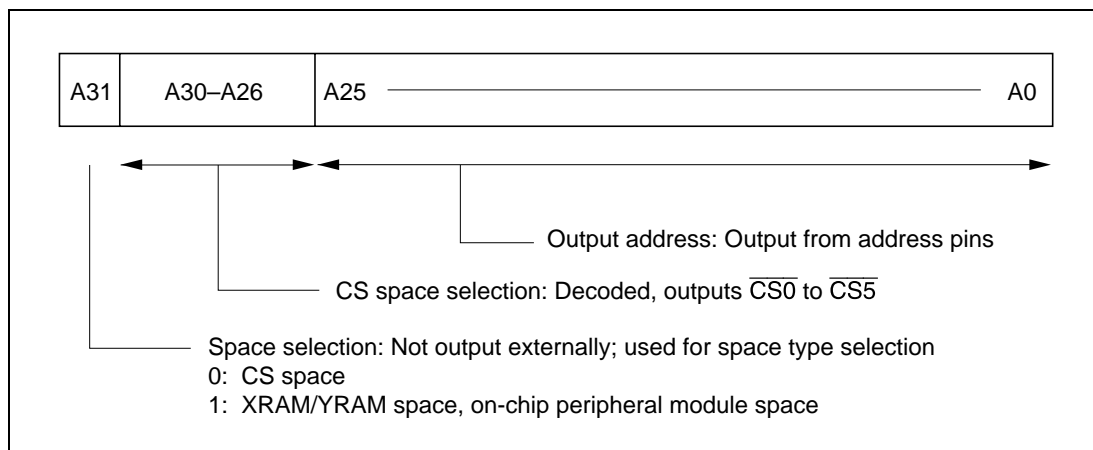 A31 A30–A26 A25 A0
Output address: Output from address pins
CS space selection: Decoded, outputs C̅S̅0̅ to C̅S̅5̅
Space selection: Not output externally; used for space type selection
0: CS space
1: XRAM/YRAM space, on-chip peripheral module space